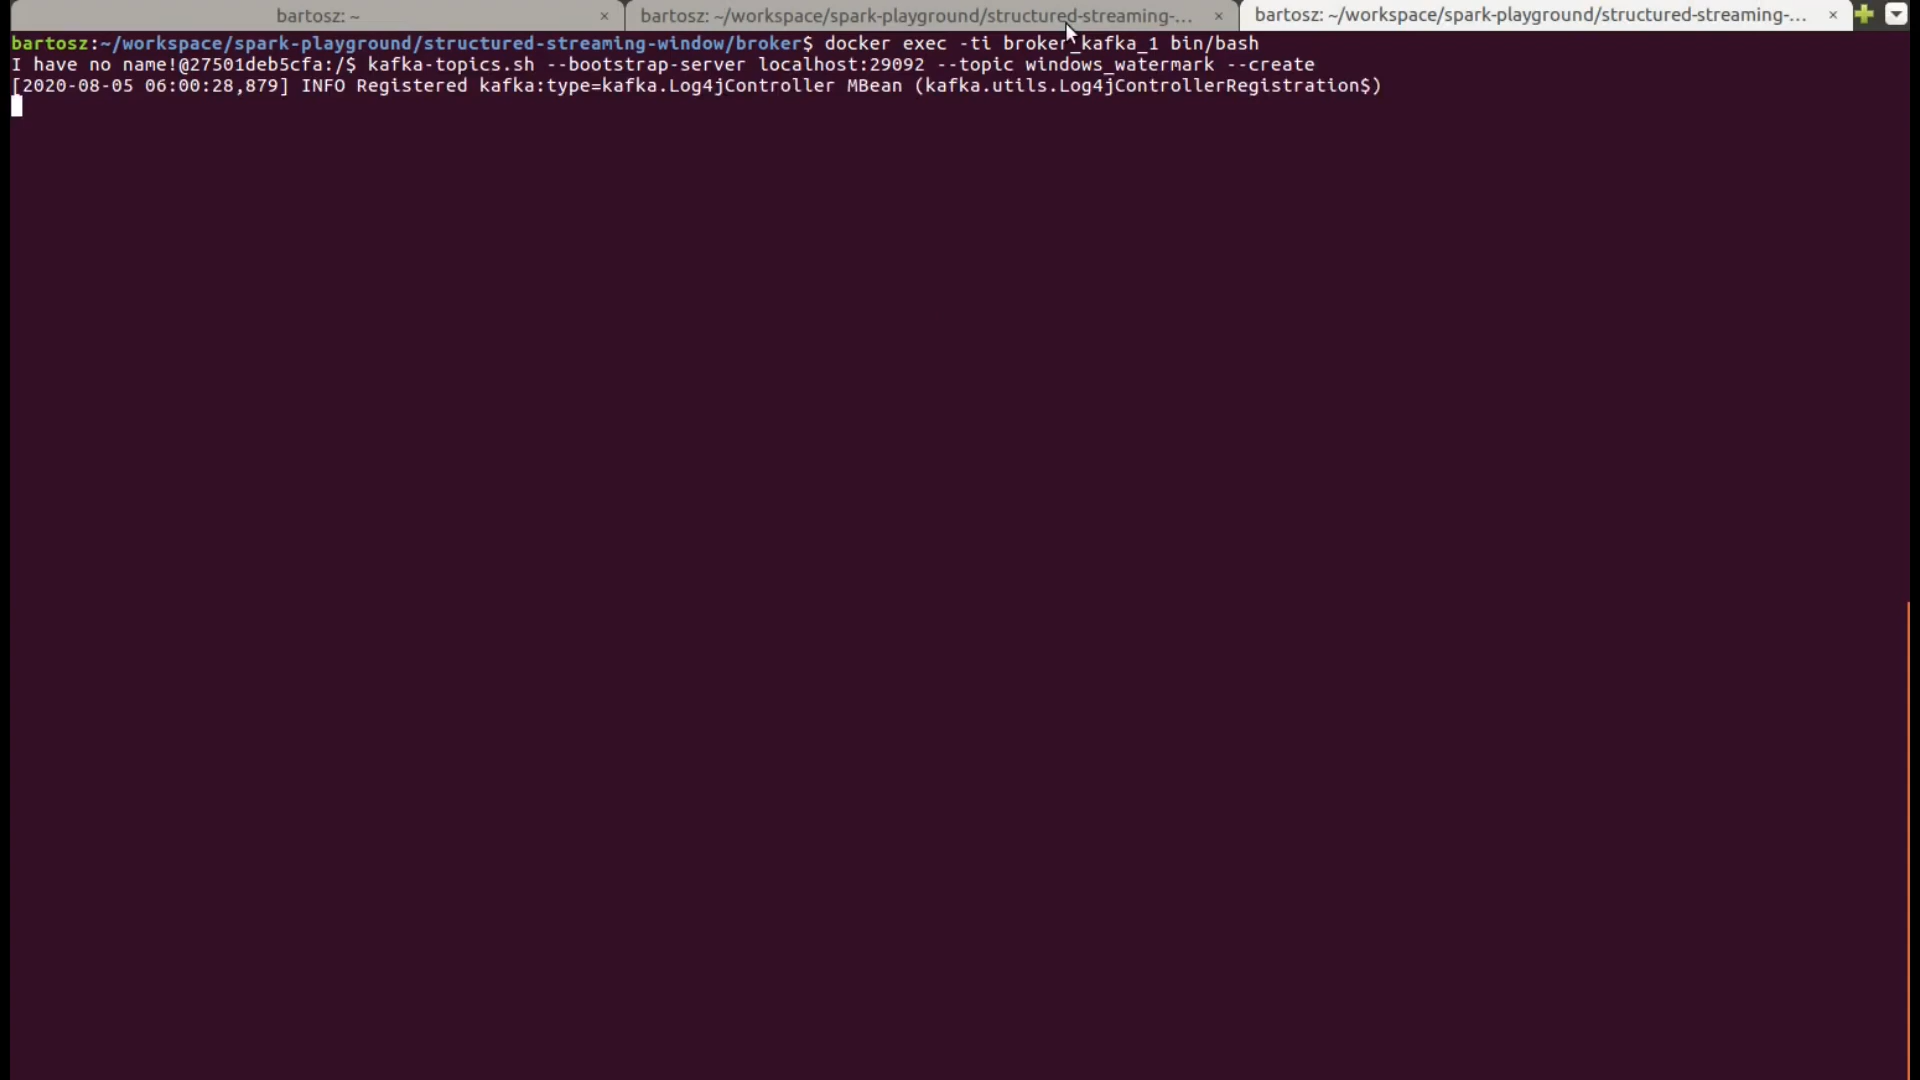 bartosz: ~ × bartosz: ~/workspace/spark-playground/structured-streaming-... × bartosz: ~/workspace/spark-playground/structured-streaming-... ×
bartosz:~/workspace/spark-playground/structured-streaming-window/broker$ docker exec -ti broker_kafka_1 bin/bash
I have no name!@27501deb5cfa:/$ kafka-topics.sh --bootstrap-server localhost:29092 --topic windows_watermark --create
[2020-08-05 06:00:28,879] INFO Registered kafka:type=kafka.Log4jController MBean (kafka.utils.Log4jControllerRegistration$)